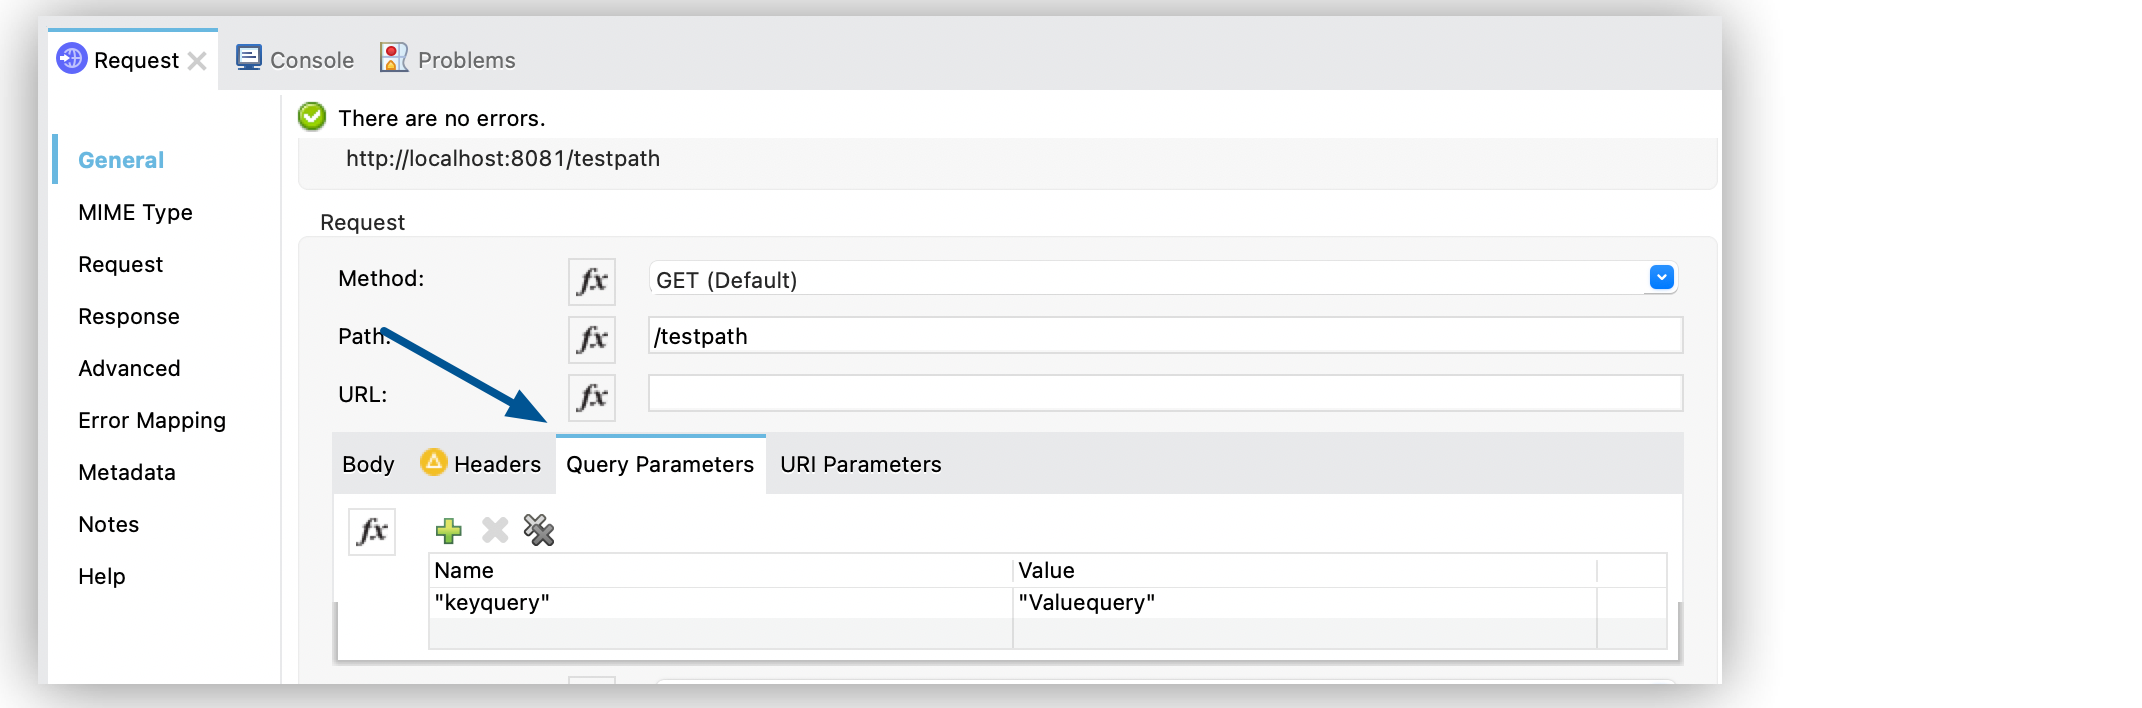 Request Console Problems
There are no errors.
http://localhost:8081/testpath
General
MIME Type
Request
Response
Advanced
Error Mapping
Metadata
Notes
Help
Request
Method: fx GET (Default)
Path: fx /testpath
URL: fx
Body Headers Query Parameters URI Parameters
fx
Name Value
"keyquery" "Valuequery"